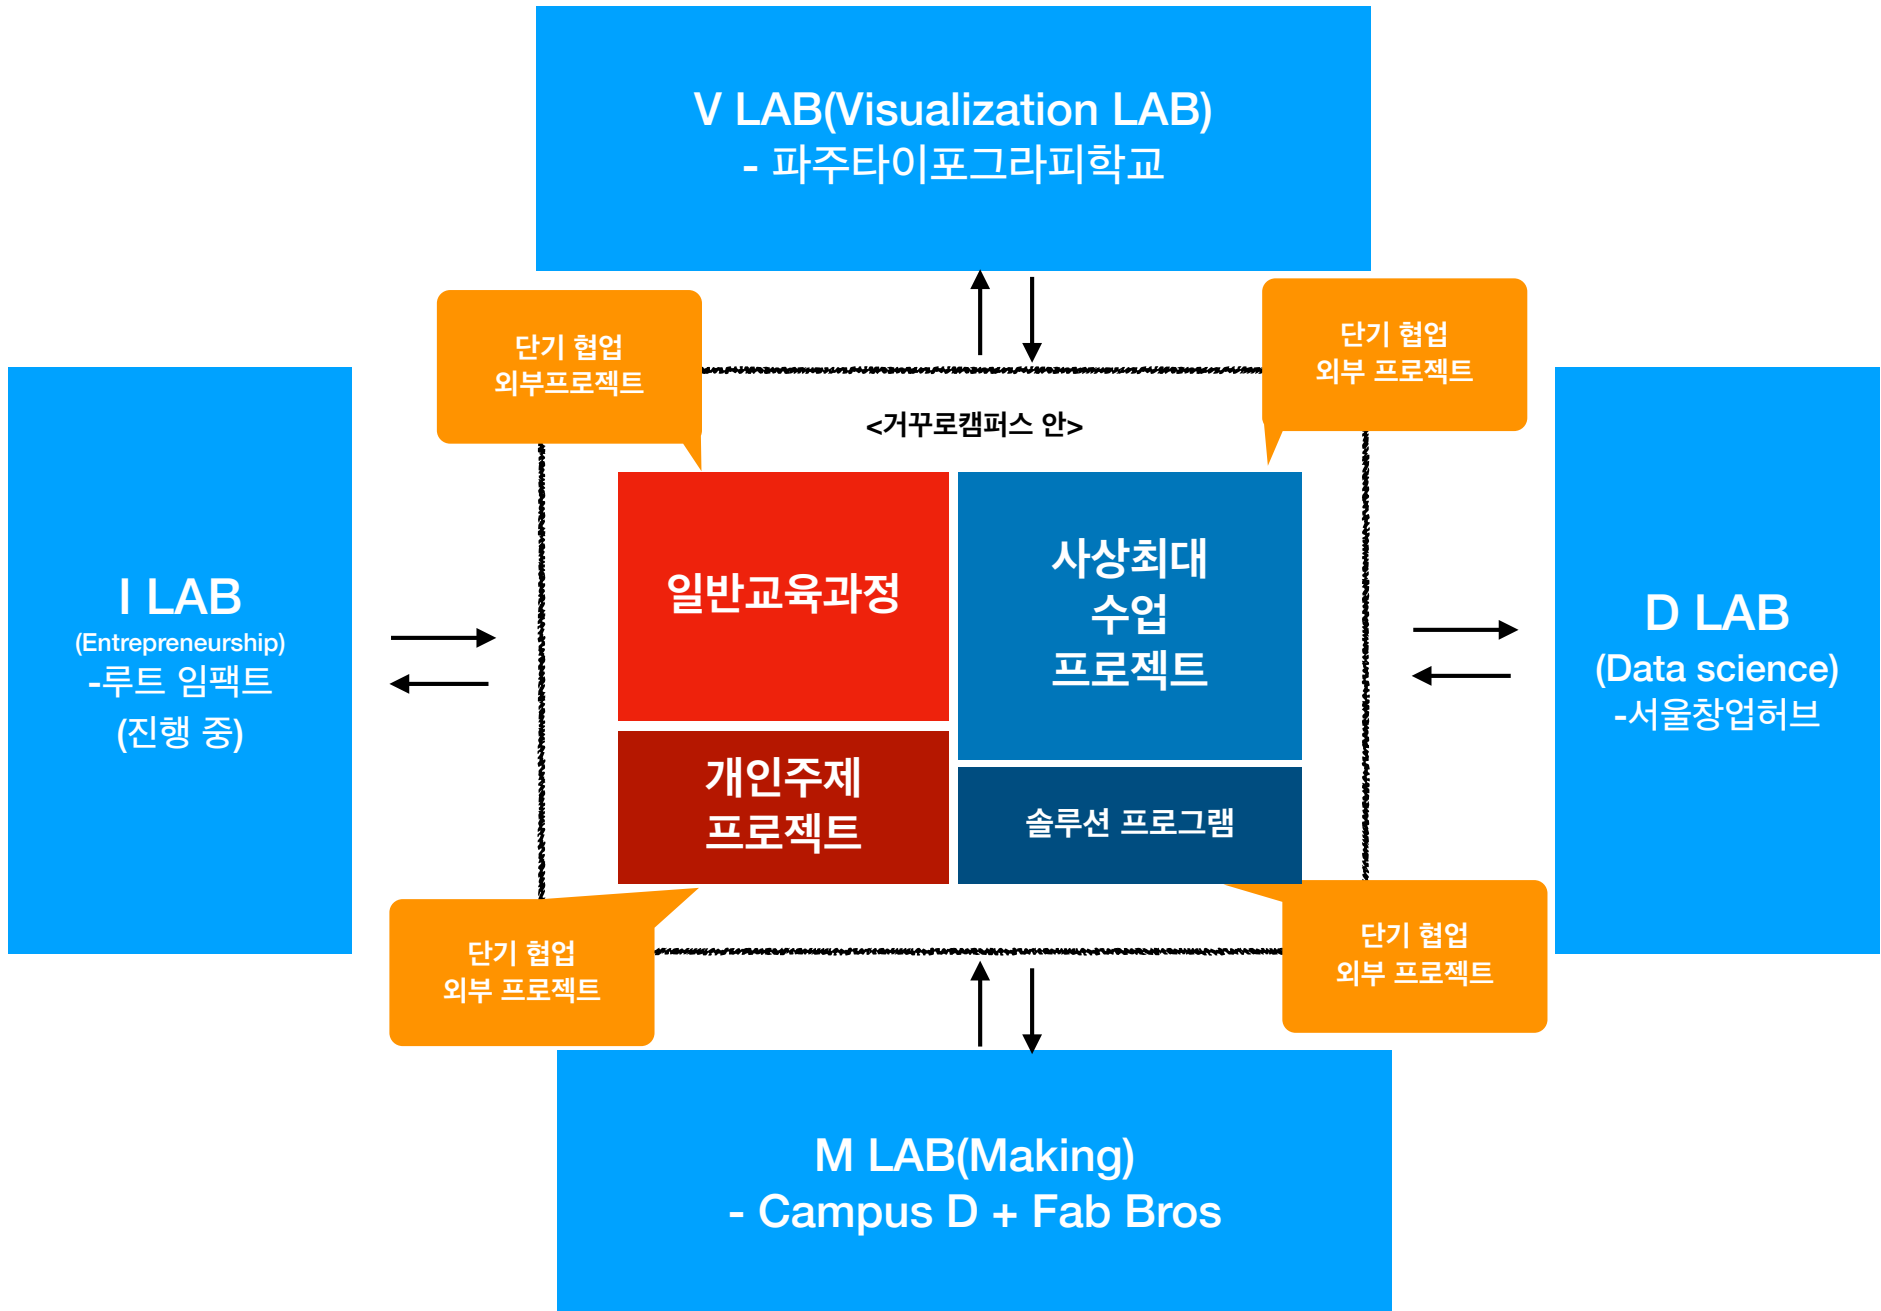 V LAB(Visualization LAB)
- 파주타이포그라피학교
단기 협업
외부프로젝트
단기 협업
외부 프로젝트
<거꾸로캠퍼스 안>
I LAB
(Entrepreneurship)
-루트 임팩트
(진행 중)
일반교육과정
사상최대
수업
프로젝트
개인주제
프로젝트
솔루션 프로그램
D LAB
(Data science)
-서울창업허브
단기 협업
외부 프로젝트
단기 협업
외부 프로젝트
M LAB(Making)
- Campus D + Fab Bros